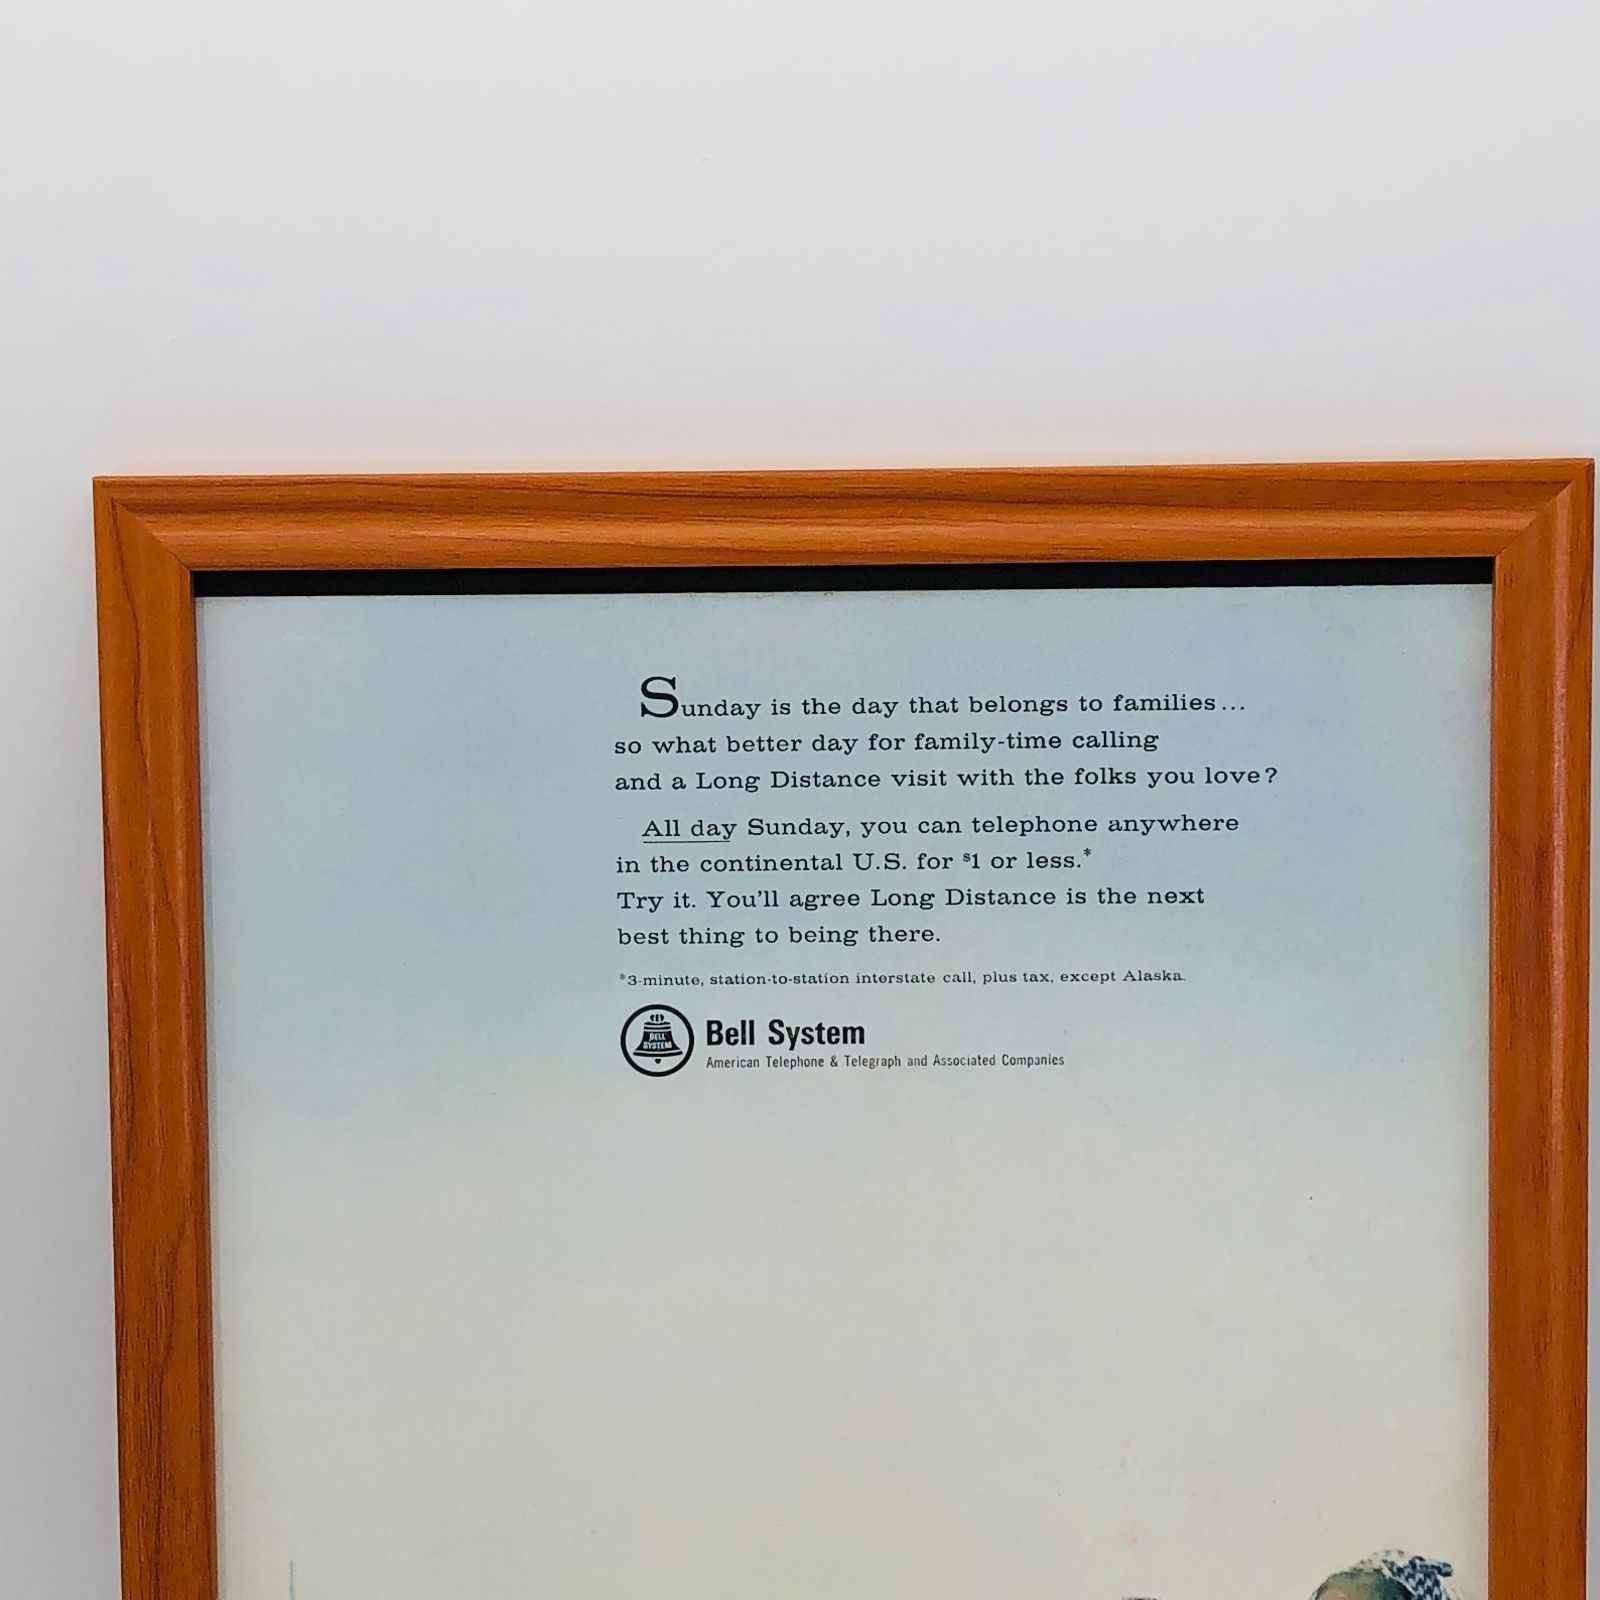 Sunday is the day that belongs to families...
so what better day for family-time calling
and a Long Distance visit with the folks you love?
All day Sunday, you can telephone anywhere
in the continental U.S. for $1 or less.*
Try it. You'll agree Long Distance is the next
best thing to being there.
*3-minute, station-to-station interstate call, plus tax, except Alaska.
BELL
SYSTEM
Bell System
American Telephone & Telegraph and Associated Companies